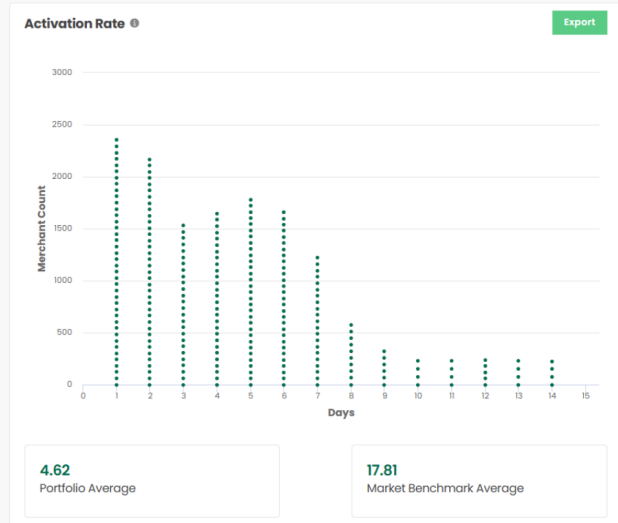 Activation Rate
Export
3000
2500
2000
1500
1000
500
0
Merchant Count
0 1 2 3 4 5 6 7 8 9 10 11 12 13 14 15
Days
4.62
Portfolio Average
17.81
Market Benchmark Average